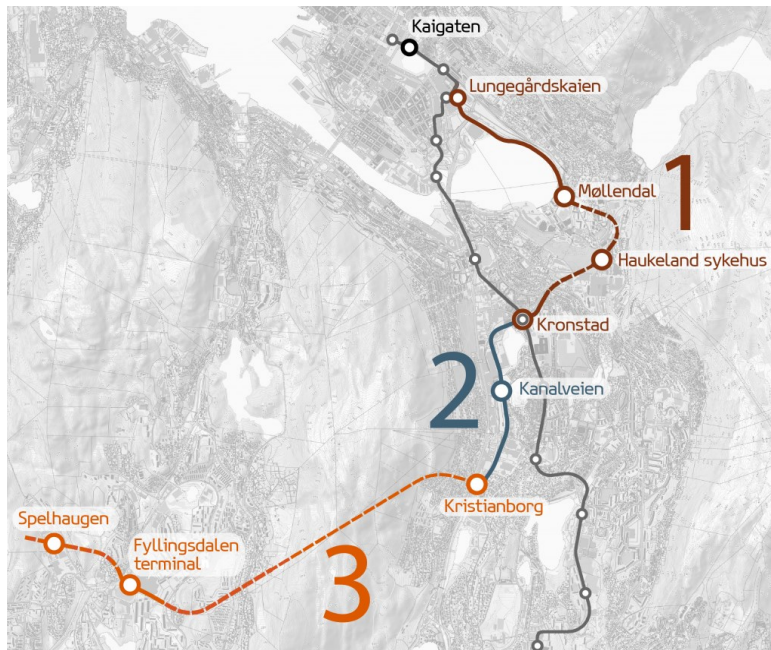 Kaigaten
Lungegårdskaien
Møllendal
1
Haukeland sykehus
Kronstad
2
Kanalveien
Kristianborg
Spelhaugen
Fyllingsdalen
terminal
3